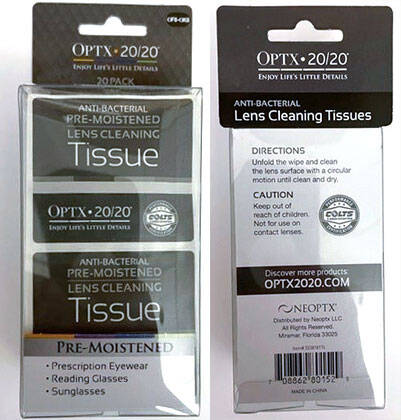 OPTX•20/20®
ENJOY LIFE'S LITTLE DETAILS
20 PACK
ANTI-BACTERIAL
PRE-MOISTENED
LENS CLEANING
Tissue
OPTX•20/20®
ENJOY LIFE'S LITTLE DETAILS
COLTS
ANTI-BACTERIAL
PRE-MOISTENED
LENS CLEANING
Tissue
PRE-MOISTENED
• Prescription Eyewear
• Reading Glasses
• Sunglasses
OPTX•20/20®
ENJOY LIFE'S LITTLE DETAILS
ANTI-BACTERIAL
Lens Cleaning Tissues
DIRECTIONS
Unfold the wipe and clean
the lens surface with a circular
motion until clean and dry.
CAUTION
Keep out of
reach of children.
Not for use on
contact lenses.
COLTS
Discover more products:
OPTX2020.COM
NEOPTX®
Distributed by Neoptx LLC.
All Rights Reserved.
Miramar, Florida 33025
7 08862 80152
MADE IN CHINA